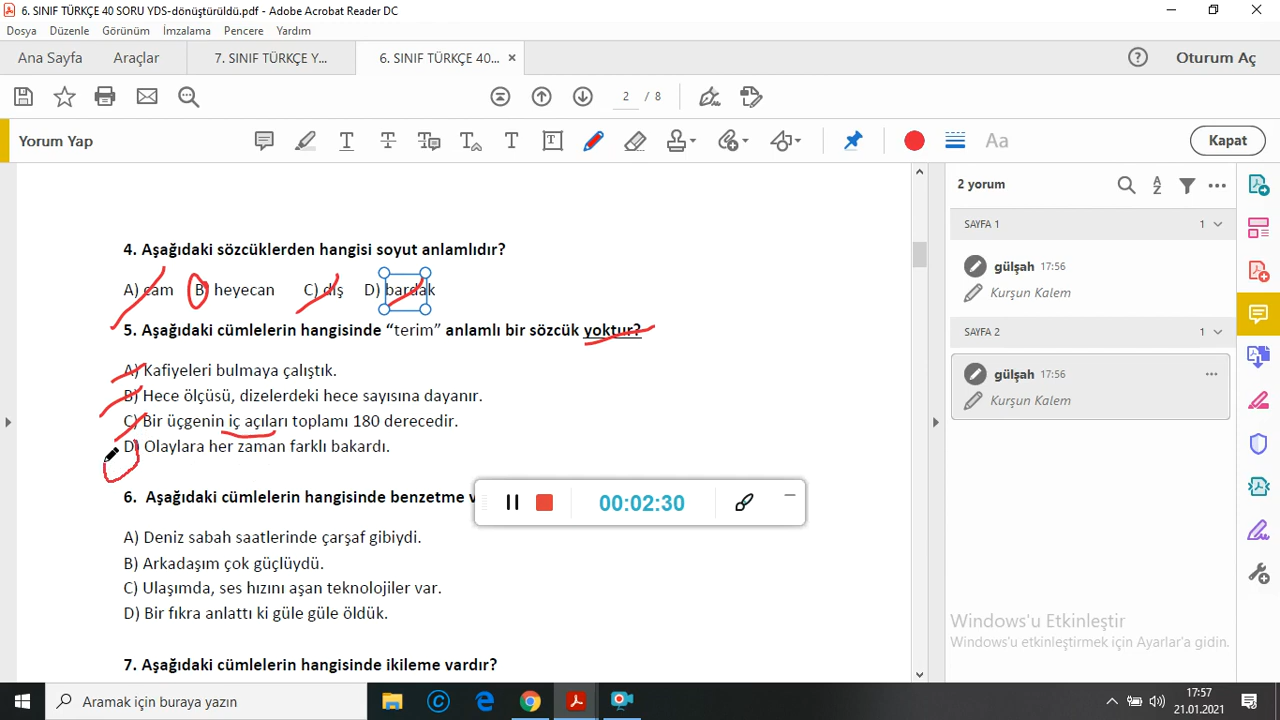 6. SINIF TÜRKÇE 40 SORU YDS-dönüştürüldü.pdf - Adobe Acrobat Reader DC
Dosya Düzenle Görünüm İmzalama Pencere Yardım
Ana Sayfa Araçlar 7. SINIF TÜRKÇE Y... 6. SINIF TÜRKÇE 40... × ? Oturum Aç
2 / 8
Yorum Yap Aa Kapat
4. Aşağıdaki sözcüklerden hangisi soyut anlamlıdır?
A) cam B) heyecan C) diş D) bardak
5. Aşağıdaki cümlelerin hangisinde “terim” anlamlı bir sözcük yoktur?
A) Kafiyeleri bulmaya çalıştık.
B) Hece ölçüsü, dizelerdeki hece sayısına dayanır.
C) Bir üçgenin iç açıları toplamı 180 derecedir.
D) Olaylara her zaman farklı bakardı.
6. Aşağıdaki cümlelerin hangisinde benzetme
00:02:30
A) Deniz sabah saatlerinde çarşaf gibiydi.
B) Arkadaşım çok güçlüydü.
C) Ulaşımda, ses hızını aşan teknolojiler var.
D) Bir fıkra anlattı ki güle güle öldük.
7. Aşağıdaki cümlelerin hangisinde ikileme vardır?
2 yorum
SAYFA 1 1
gülşah 17:56
Kurşun Kalem
SAYFA 2 1
gülşah 17:56
Kurşun Kalem
Windows'u Etkinleştir
Windows'u etkinleştirmek için Ayarlar'a gidin.
Aramak için buraya yazın
17:57
21.01.2021